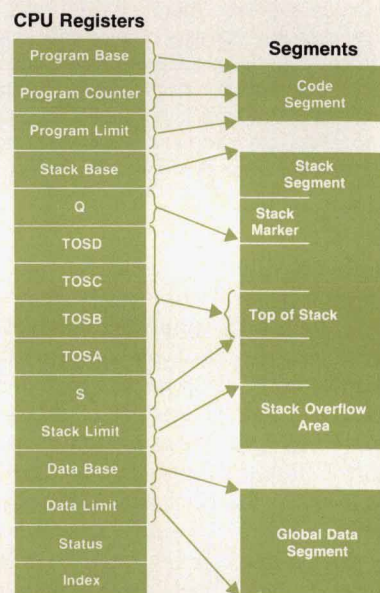 CPU Registers
Program Base
Program Counter
Program Limit
Stack Base
Q
TOSD
TOSC
TOSB
TOSA
S
Stack Limit
Data Base
Data Limit
Status
Index
Segments
Code
Segment
Stack
Segment
Stack
Marker
Top of Stack
Stack Overflow
Area
Global Data
Segment